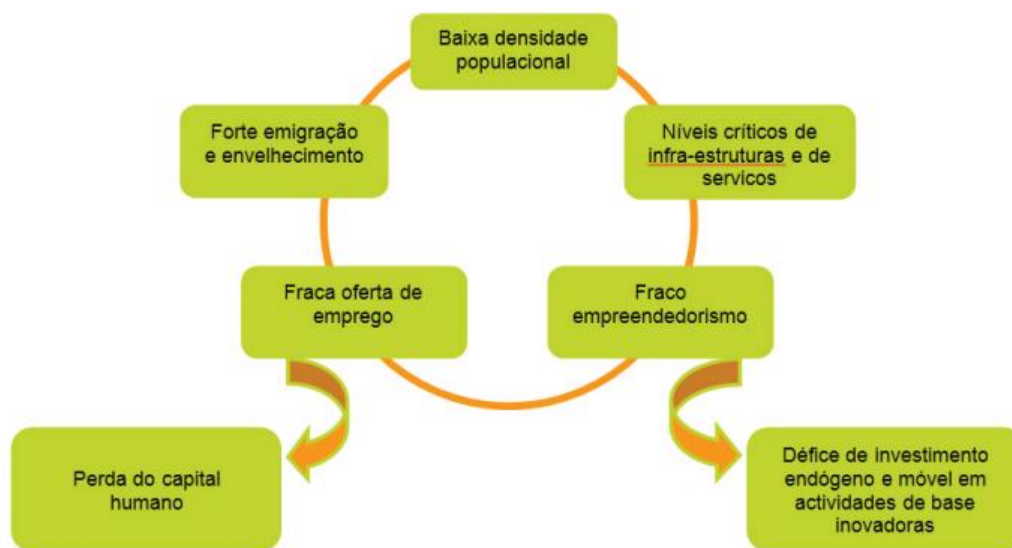 Baixa densidade
populacional
Forte emigração
e envelhecimento
Níveis críticos de
infra-estruturas e de
servicos
Fraca oferta de
emprego
Fraco
empreendedorismo
Perda do capital
humano
Défice de investimento
endógeno e móvel em
actividades de base
inovadoras